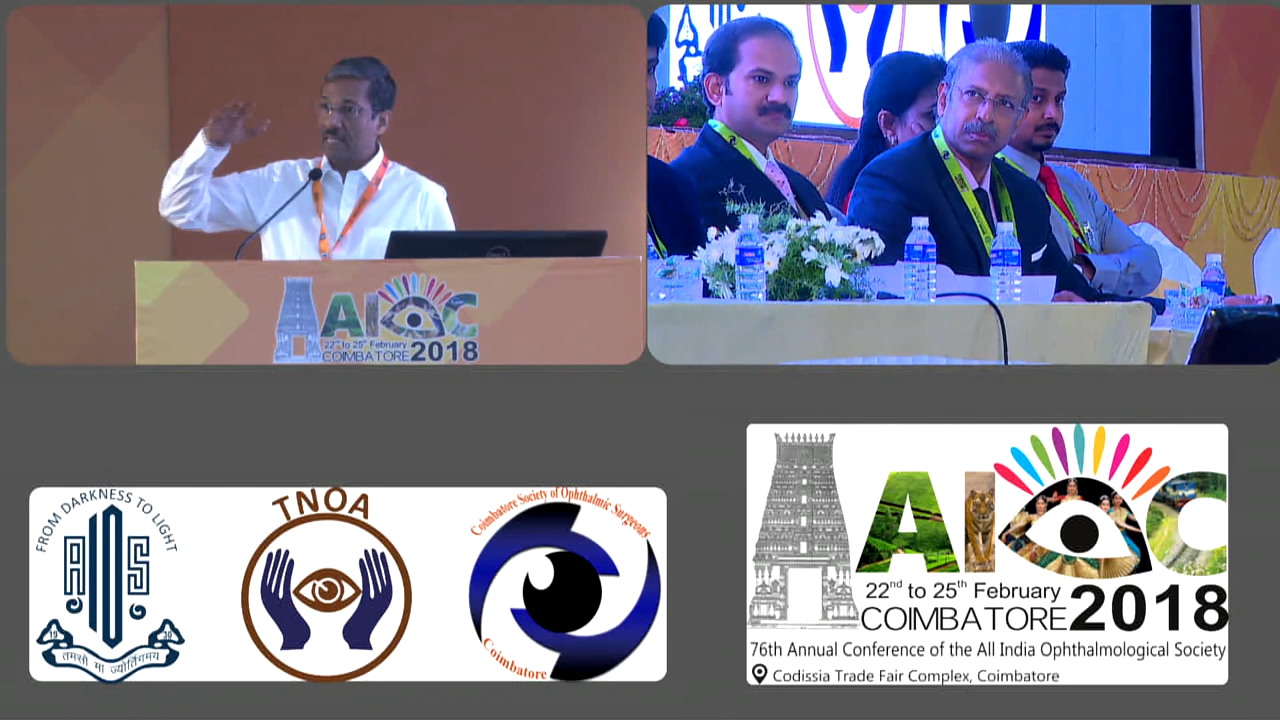 AIOC
22nd to 25th February
COIMBATORE 2018
FROM DARKNESS TO LIGHT
AIOS
19 30
तमसो मा ज्योतिर्गमय
TNOA
Coimbatore Society of Ophthalmic Surgeons
Coimbatore
AIOC
22nd to 25th February
COIMBATORE 2018
76th Annual Conference of the All India Ophthalmological Society
Codissia Trade Fair Complex, Coimbatore